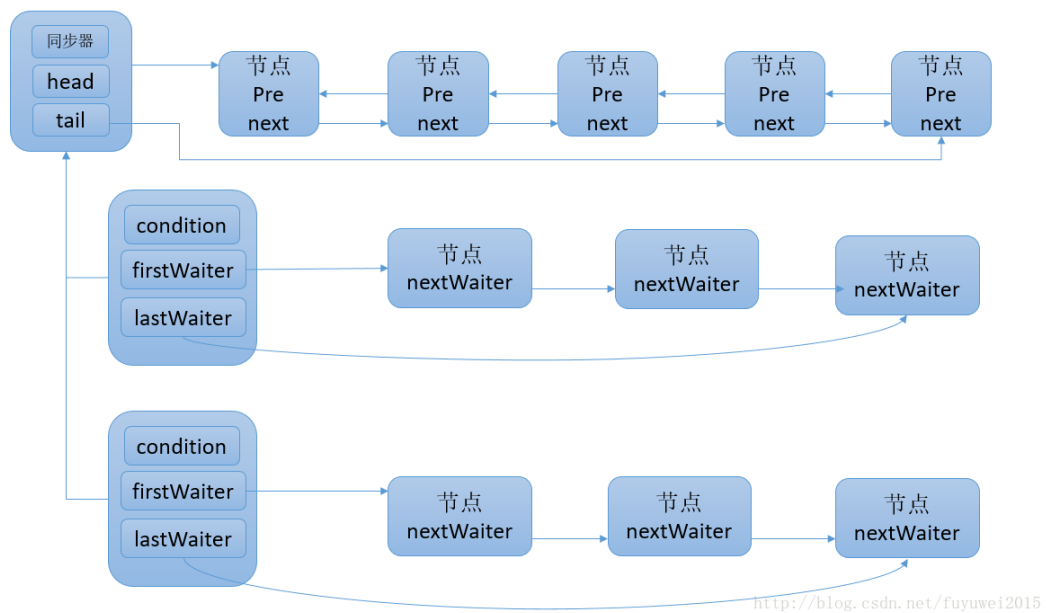 同步器
head
tail
节点
Pre
next
节点
Pre
next
节点
Pre
next
节点
Pre
next
节点
Pre
next
condition
firstWaiter
lastWaiter
节点
nextWaiter
节点
nextWaiter
节点
nextWaiter
condition
firstWaiter
lastWaiter
节点
nextWaiter
节点
nextWaiter
节点
nextWaiter
http://blog.csdn.net/fuyuwei2015